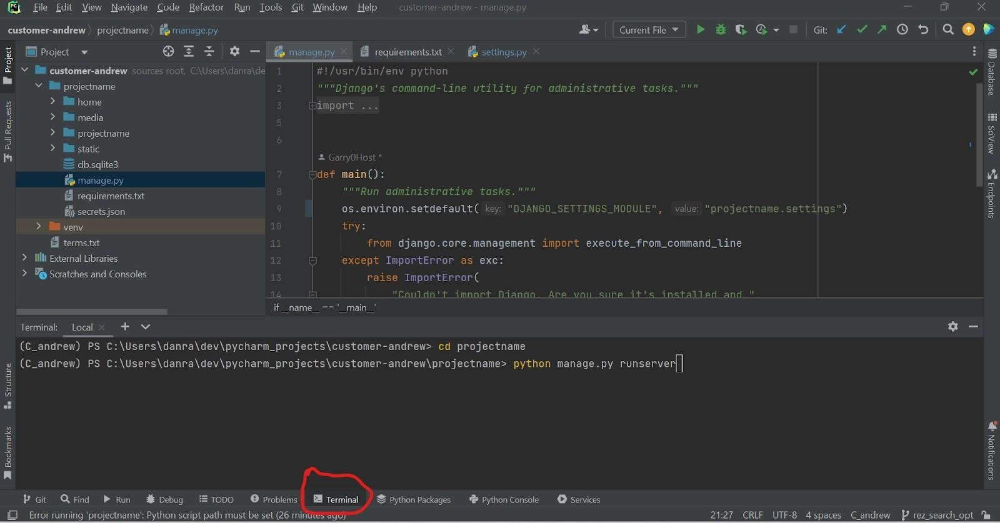 PC File Edit View Navigate Code Refactor Run Tools Git Window Help customer-andrew - manage.py
customer-andrew projectname manage.py Current File Git:
Project
manage.py requirements.txt settings.py
customer-andrew sources root, C:\Users\danra\de
projectname
home
media
projectname
static
db.sqlite3
manage.py
requirements.txt
secrets.json
venv
terms.txt
External Libraries
Scratches and Consoles
1 #!/usr/bin/env python
2 """Django's command-line utility for administrative tasks."""
3 import ...
5
6
Garry0Host *
7 def main():
8 """Run administrative tasks."""
9 os.environ.setdefault( key: "DJANGO_SETTINGS_MODULE", value: "projectname.settings")
10 try:
11 from django.core.management import execute_from_command_line
12 except ImportError as exc:
13 raise ImportError(
14 "Couldn't import Django. Are you sure it's installed and "
if __name__ == '__main__'
Terminal: Local
(C_andrew) PS C:\Users\danra\dev\pycharm_projects\customer-andrew> cd projectname
(C_andrew) PS C:\Users\danra\dev\pycharm_projects\customer-andrew\projectname> python manage.py runserver
Project
Pull Requests
Structure
Bookmarks
Database
SciView
Endpoints
Notifications
Git Find Run Debug TODO Problems Terminal Python Packages Python Console Services
Error running 'projectname': Python script path must be set (26 minutes ago) 21:27 CRLF UTF-8 4 spaces C_andrew rez_search_opt